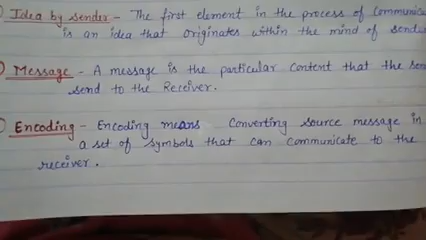 Idea by sender - The first element in the process of
is an idea that originates within the mind of
Message - A message is the particular content that the
send to the Receiver.
Encoding - Encoding means Converting source message in
a set of symbols that can communicate to the
receiver.